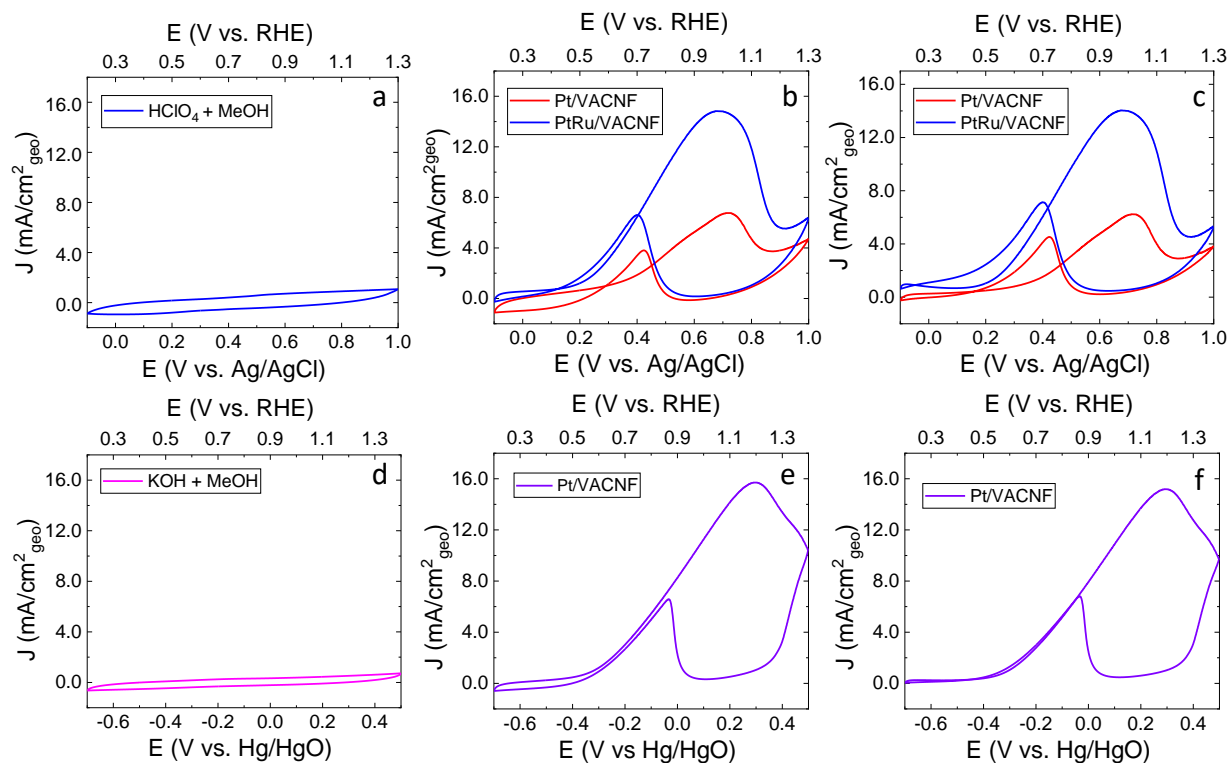 E (V vs. RHE)
0.3 0.5 0.7 0.9 1.1 1.3
a
HClO4 + MeOH
16.0
12.0
8.0
4.0
0.0
J (mA/cm2geo)
0.0 0.2 0.4 0.6 0.8 1.0
E (V vs. Ag/AgCl)
E (V vs. RHE)
0.3 0.5 0.7 0.9 1.1 1.3
b
Pt/VACNF
PtRu/VACNF
16.0
12.0
8.0
4.0
0.0
J (mA/cm2geo)
0.0 0.2 0.4 0.6 0.8 1.0
E (V vs. Ag/AgCl)
E (V vs. RHE)
0.3 0.5 0.7 0.9 1.1 1.3
c
Pt/VACNF
PtRu/VACNF
16.0
12.0
8.0
4.0
0.0
J (mA/cm2geo)
0.0 0.2 0.4 0.6 0.8 1.0
E (V vs. Ag/AgCl)
E (V vs. RHE)
0.3 0.5 0.7 0.9 1.1 1.3
d
KOH + MeOH
16.0
12.0
8.0
4.0
0.0
J (mA/cm2geo)
-0.6 -0.4 -0.2 0.0 0.2 0.4
E (V vs. Hg/HgO)
E (V vs. RHE)
0.3 0.5 0.7 0.9 1.1 1.4
e
Pt/VACNF
16.0
12.0
8.0
4.0
0.0
J (mA/cm2geo)
-0.6 -0.4 -0.2 0.0 0.2 0.4
E (V vs Hg/HgO)
E (V vs. RHE)
0.3 0.5 0.7 0.9 1.1 1.4
f
Pt/VACNF
16.0
12.0
8.0
4.0
0.0
J (mA/cm2geo)
-0.6 -0.4 -0.2 0.0 0.2 0.4
E (V vs. Hg/HgO)